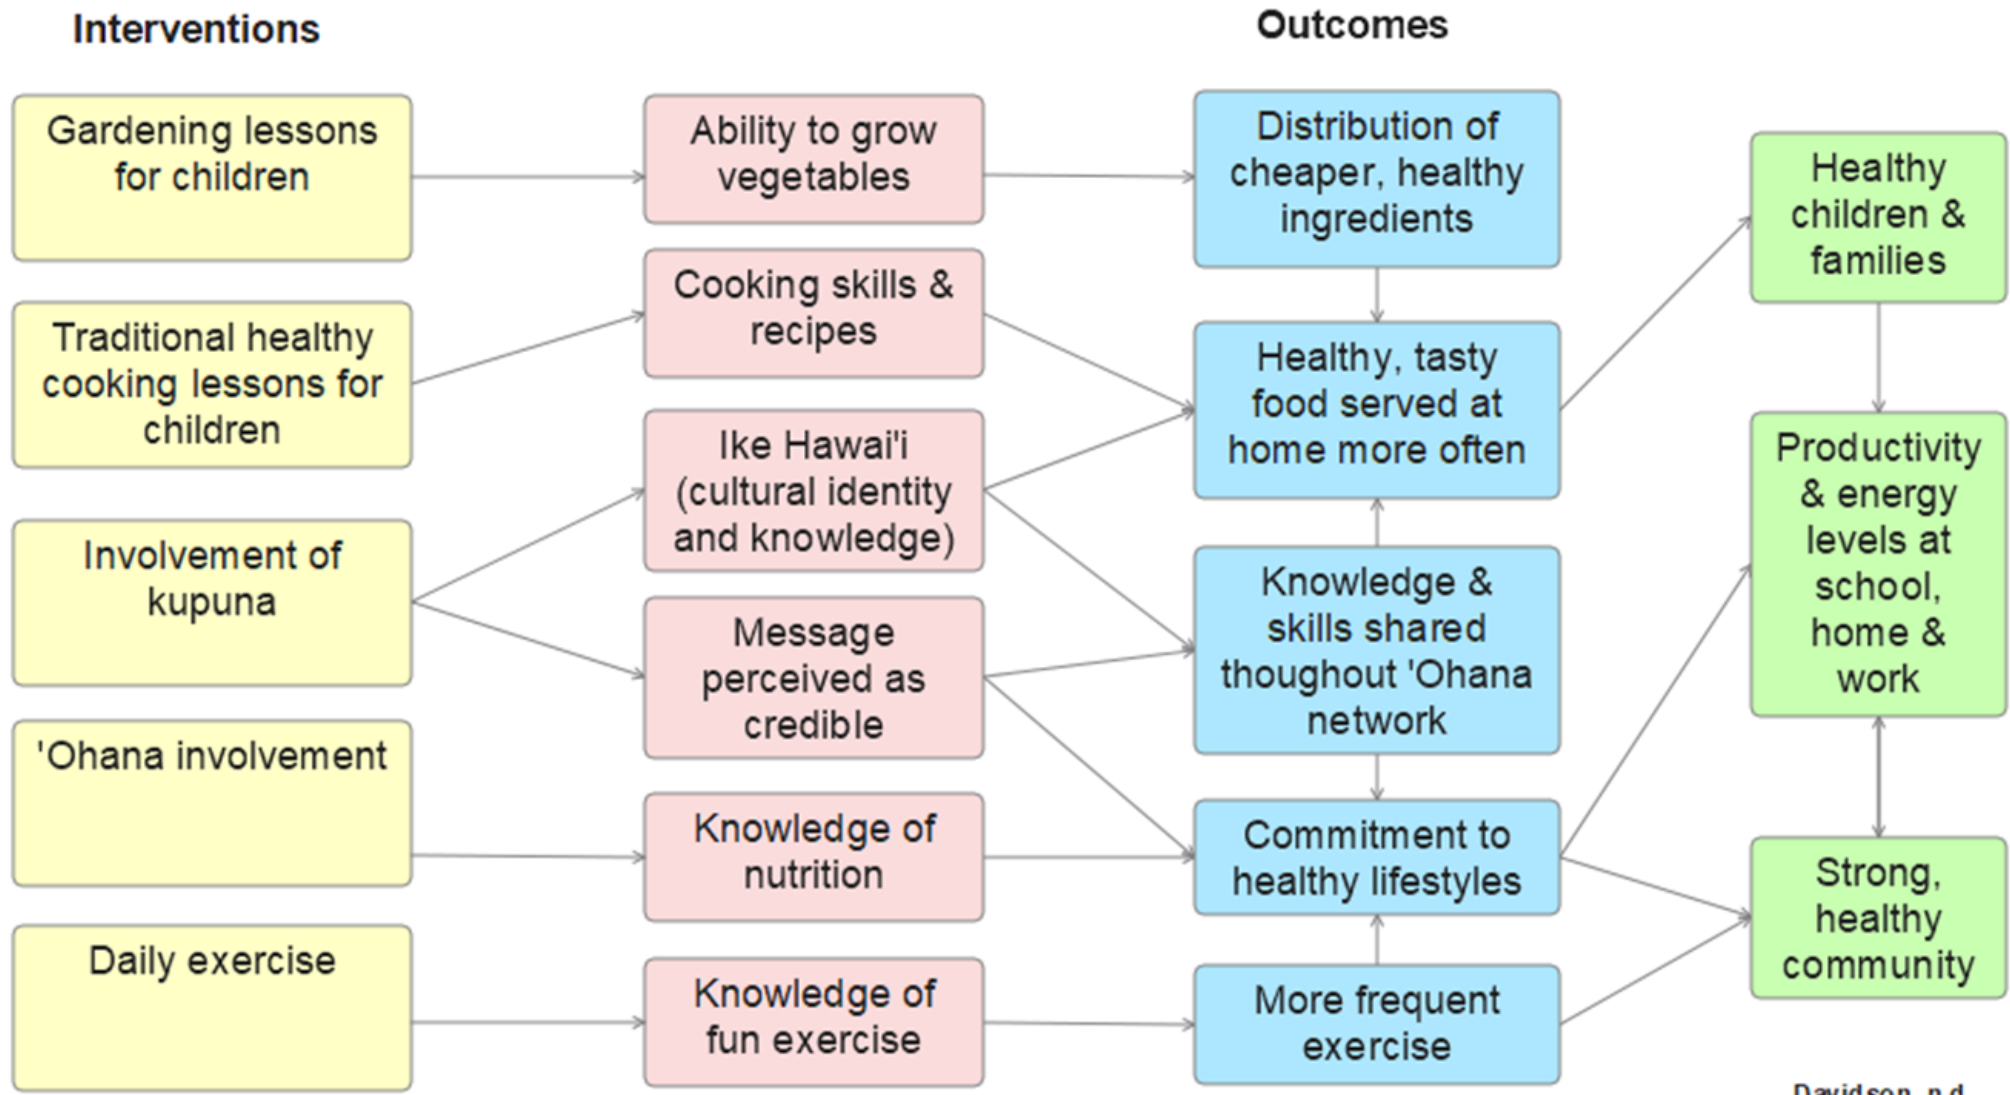 Interventions
Outcomes
Gardening lessons
for children
Traditional healthy
cooking lessons for
children
Involvement of
kupuna
'Ohana involvement
Daily exercise
Ability to grow
vegetables
Cooking skills &
recipes
Ike Hawai'i
(cultural identity
and knowledge)
Message
perceived as
credible
Knowledge of
nutrition
Knowledge of
fun exercise
Distribution of
cheaper, healthy
ingredients
Healthy, tasty
food served at
home more often
Knowledge &
skills shared
thoughout 'Ohana
network
Commitment to
healthy lifestyles
More frequent
exercise
Healthy
children &
families
Productivity
& energy
levels at
school,
home &
work
Strong,
healthy
community
Davidson, n.d.